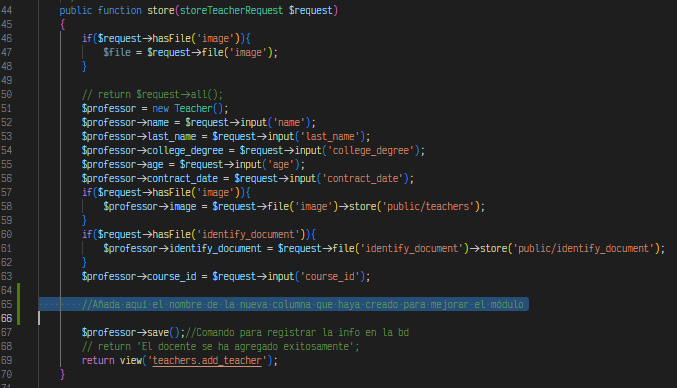 44 public function store(storeTeacherRequest $request)
45 {
46 if($request->hasFile('image')){
47 $file = $request->file('image');
48 }
49
50 // return $request->all();
51 $professor = new Teacher();
52 $professor->name = $request->input('name');
53 $professor->last_name = $request->input('last_name');
54 $professor->college_degree = $request->input('college_degree');
55 $professor->age = $request->input('age');
56 $professor->contract_date = $request->input('contract_date');
57 if($request->hasFile('image')){
58 $professor->image = $request->file('image')->store('public/teachers');
59 }
60 if($request->hasFile('identify_document')){
61 $professor->identify_document = $request->file('identify_document')->store('public/identify_document');
62 }
63 $professor->course_id = $request->input('course_id');
64
65 //Añada aquí el nombre de la nueva columna que haya creado para mejorar el módulo
66
67 $professor->save();//Comando para registrar la info en la bd
68 // return 'El docente se ha agregado exitosamente';
69 return view('teachers.add_teacher');
70 }